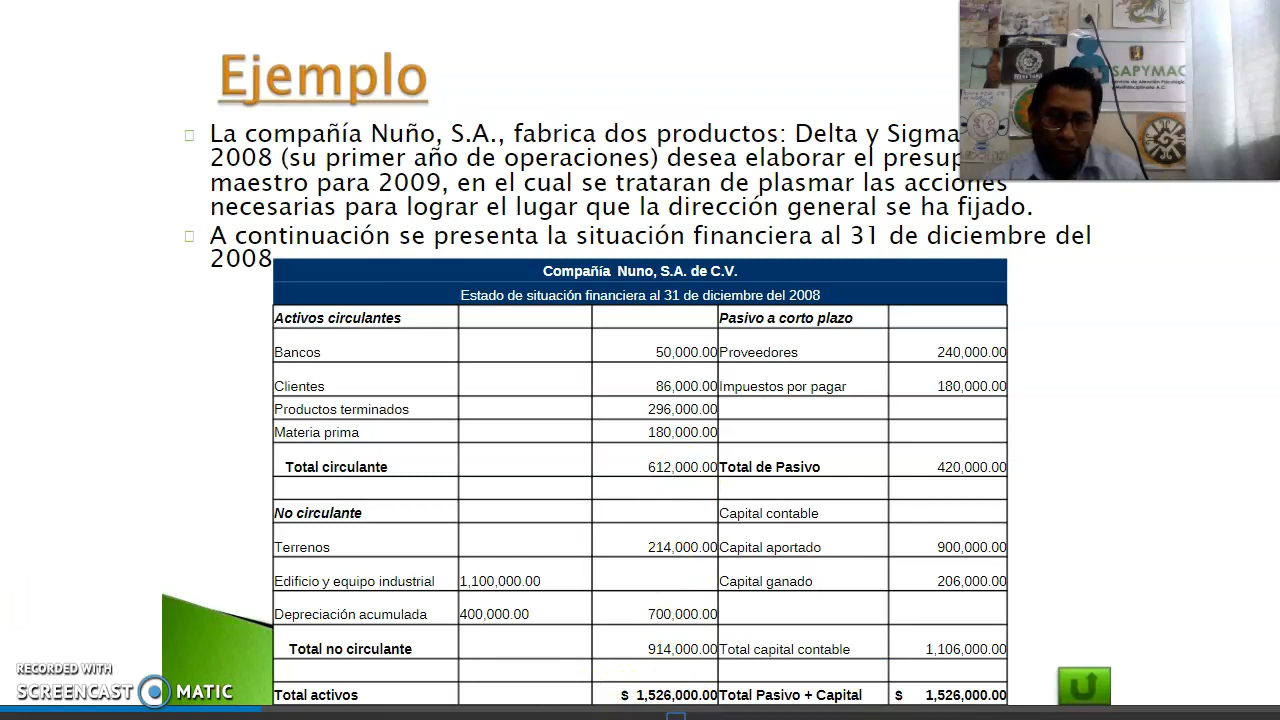 Ejemplo
La compañía Nuño, S.A., fabrica dos productos: Delta y Sigma
2008 (su primer año de operaciones) desea elaborar el
maestro para 2009, en el cual se trataran de plasmar las acciones
necesarias para lograr el lugar que la dirección general se ha fijado.
A continuación se presenta la situación financiera al 31 de diciembre del
2008
Compañía Nuno, S.A. de C.V.
Estado de situación financiera al 31 de diciembre del 2008
Activos circulantes Pasivo a corto plazo
Bancos 50,000.00 Proveedores 240,000.00
Clientes 86,000.00 Impuestos por pagar 180,000.00
Productos terminados 296,000.00
Materia prima 180,000.00
Total circulante 612,000.00 Total de Pasivo 420,000.00
No circulante Capital contable
Terrenos 214,000.00 Capital aportado 900,000.00
Edificio y equipo industrial 1,100,000.00 Capital ganado 206,000.00
Depreciación acumulada 400,000.00 700,000.00
Total no circulante 914,000.00 Total capital contable 1,106,000.00
Total activos $ 1,526,000.00 Total Pasivo + Capital $ 1,526,000.00
SAPYMAC
RECORDED WITH
SCREENCAST MATIC